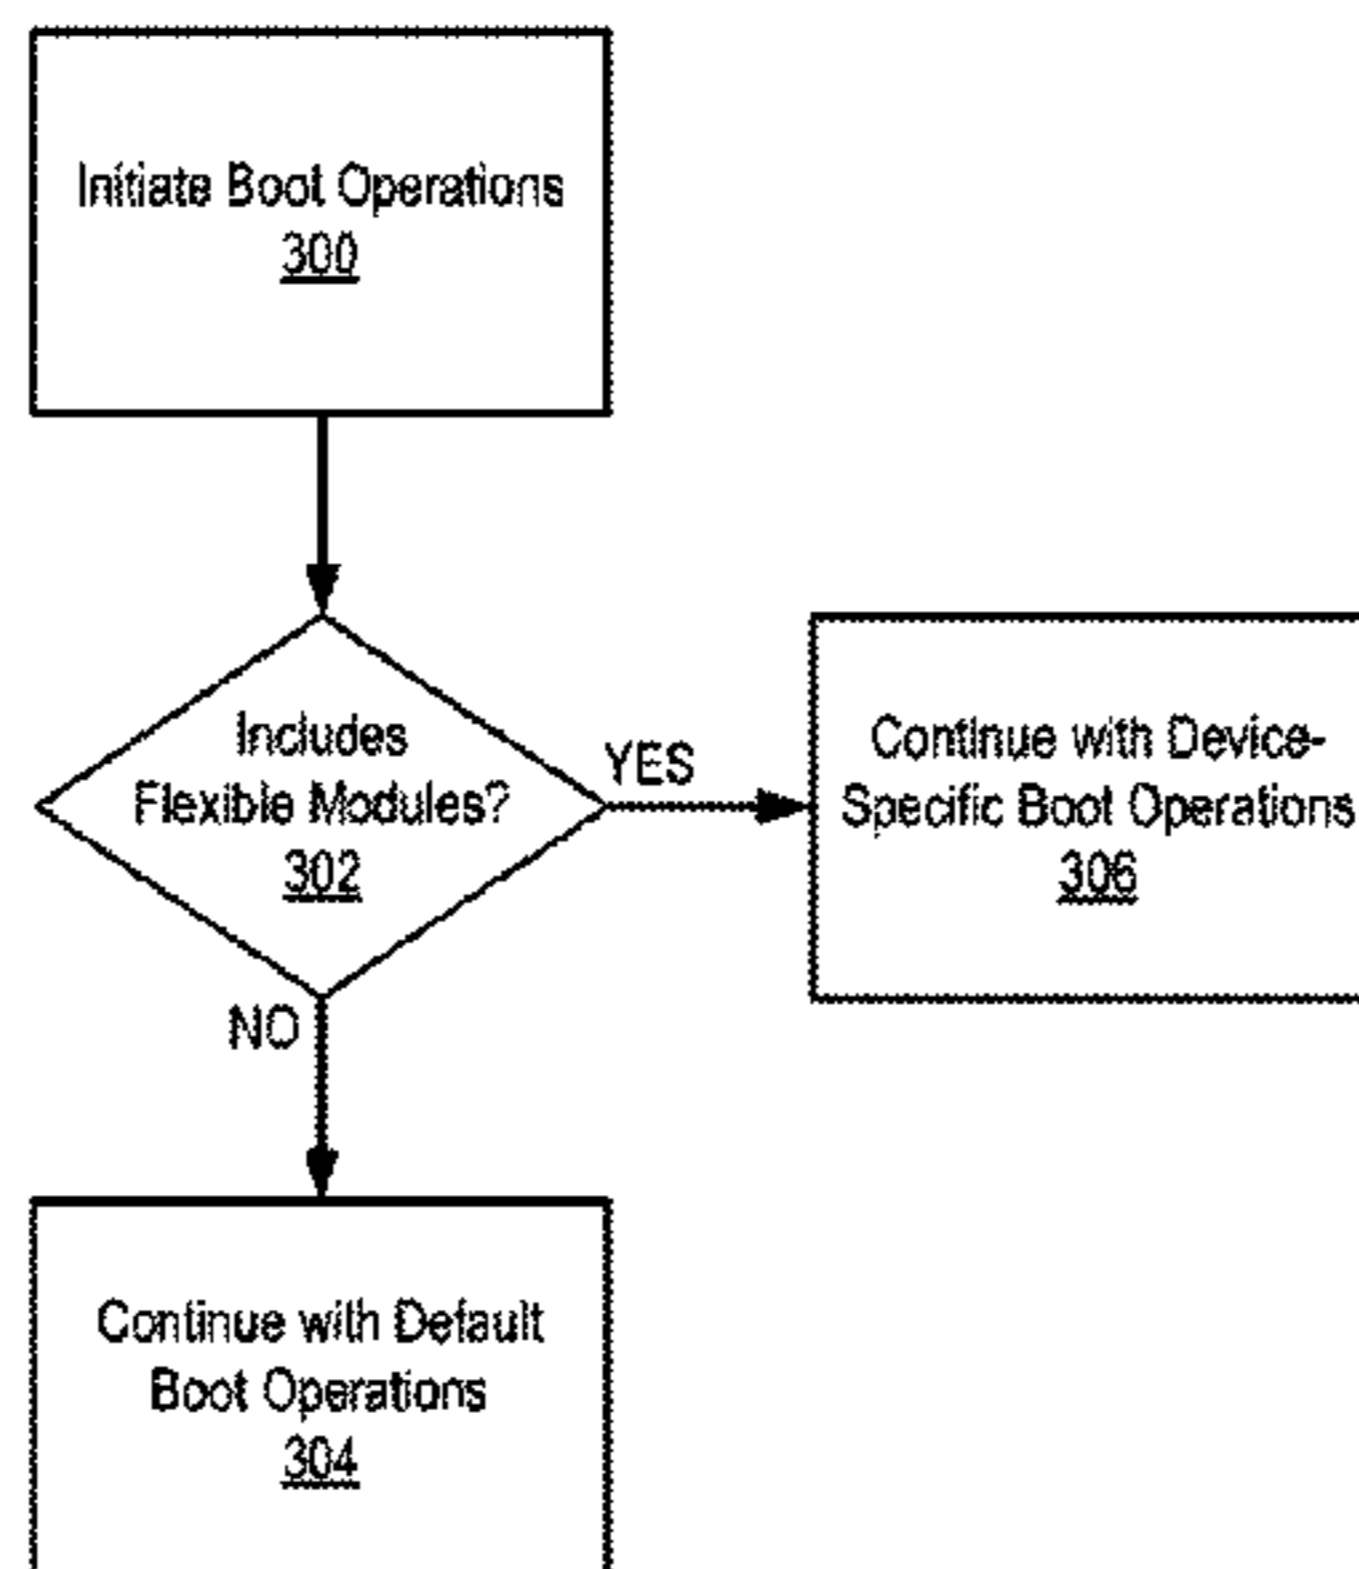 Initiate Boot Operations
300
Includes
Flexible Modules?
302
YES
Continue with Device-
Specific Boot Operations
306
NO
Continue with Default
Boot Operations
304